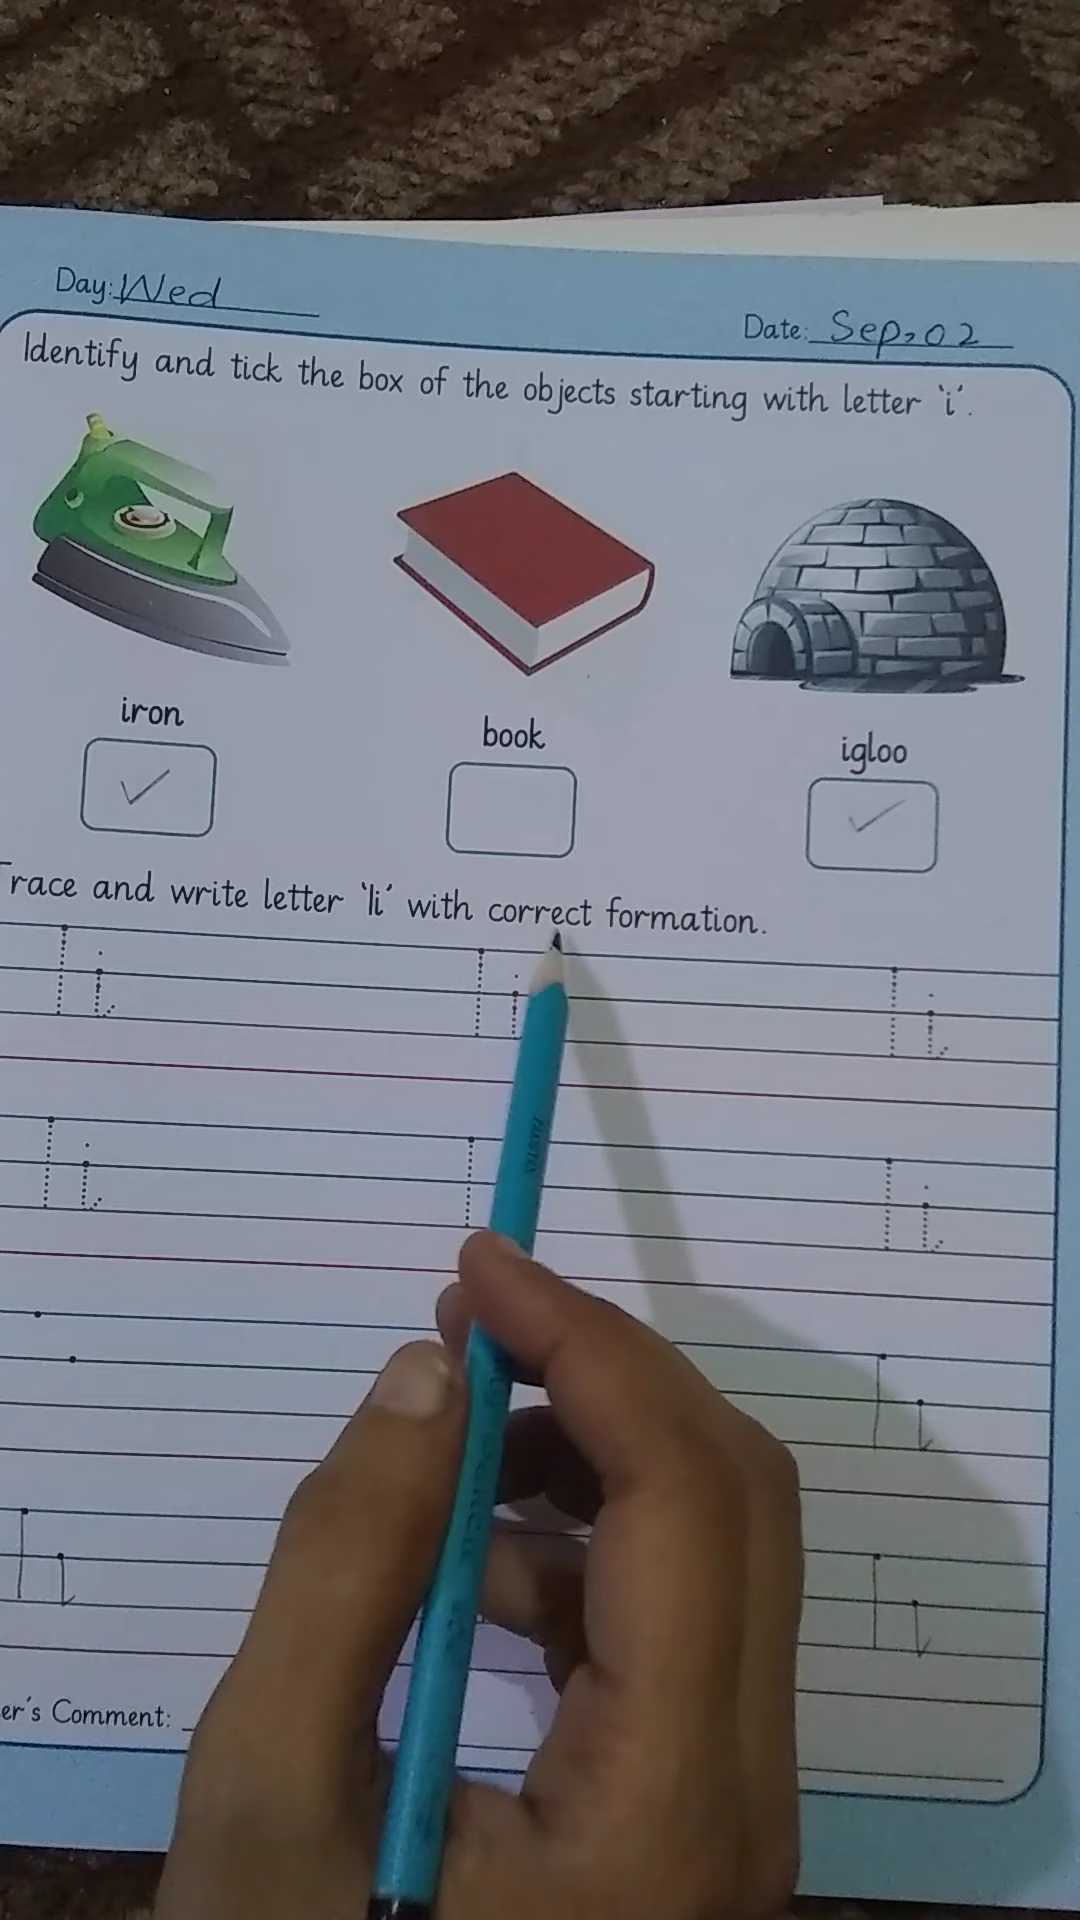 Day: Wed
Date: Sep, 02
Identify and tick the box of the objects starting with letter 'i'.
iron
book
igloo
Trace and write letter 'Ii' with correct formation.
I i I i I i
I i I I i
I i
I i I i
er's Comment: